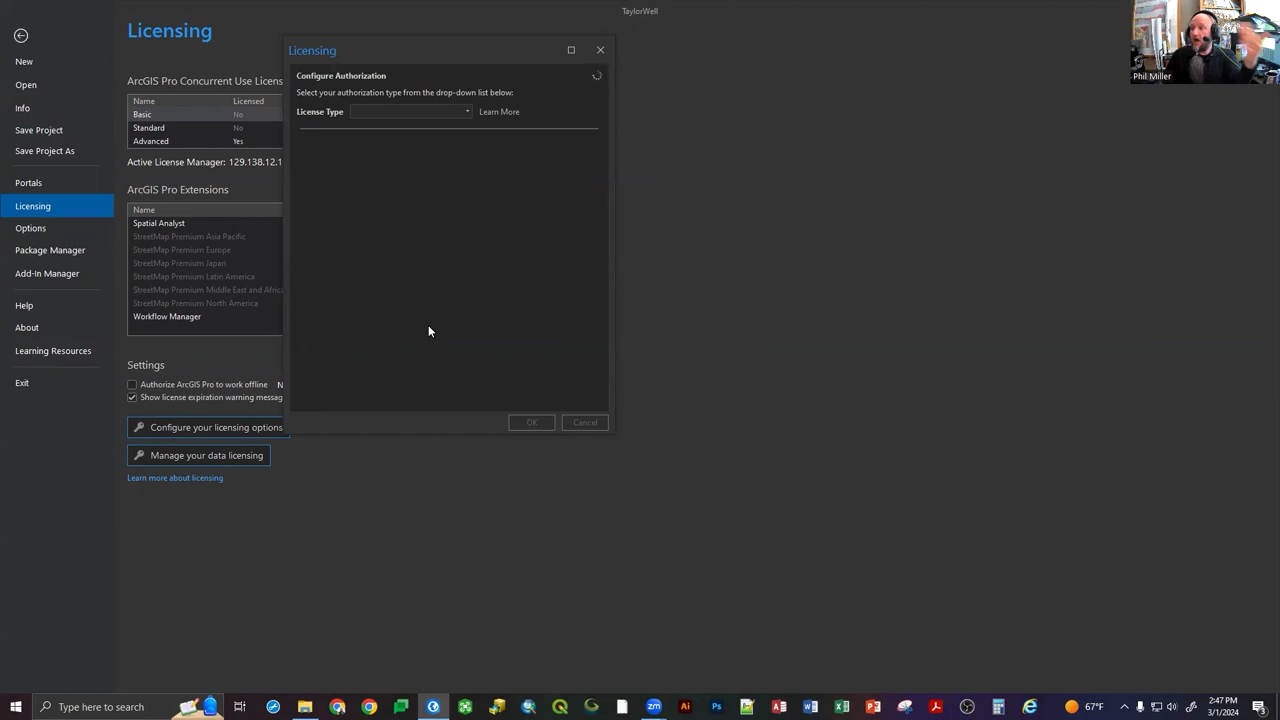 TaylorWell
Phil Miller
Licensing
New
Open
Info
Save Project
Save Project As
Portals
Licensing
Options
Package Manager
Add-In Manager
Help
About
Learning Resources
Exit
ArcGIS Pro Concurrent Use Licens
Name Licensed
Basic No
Standard No
Advanced Yes
Active License Manager: 129.138.12.1
ArcGIS Pro Extensions
Name
Spatial Analyst
StreetMap Premium Asia Pacific
StreetMap Premium Europe
StreetMap Premium Japan
StreetMap Premium Latin America
StreetMap Premium Middle East and Africa
StreetMap Premium North America
Workflow Manager
Settings
Authorize ArcGIS Pro to work offline N
Show license expiration warning messag
Configure your licensing options
Manage your data licensing
Learn more about licensing
Licensing
Configure Authorization
Select your authorization type from the drop-down list below:
License Type Learn More
OK Cancel
Type here to search
67°F
2:47 PM
3/1/2024